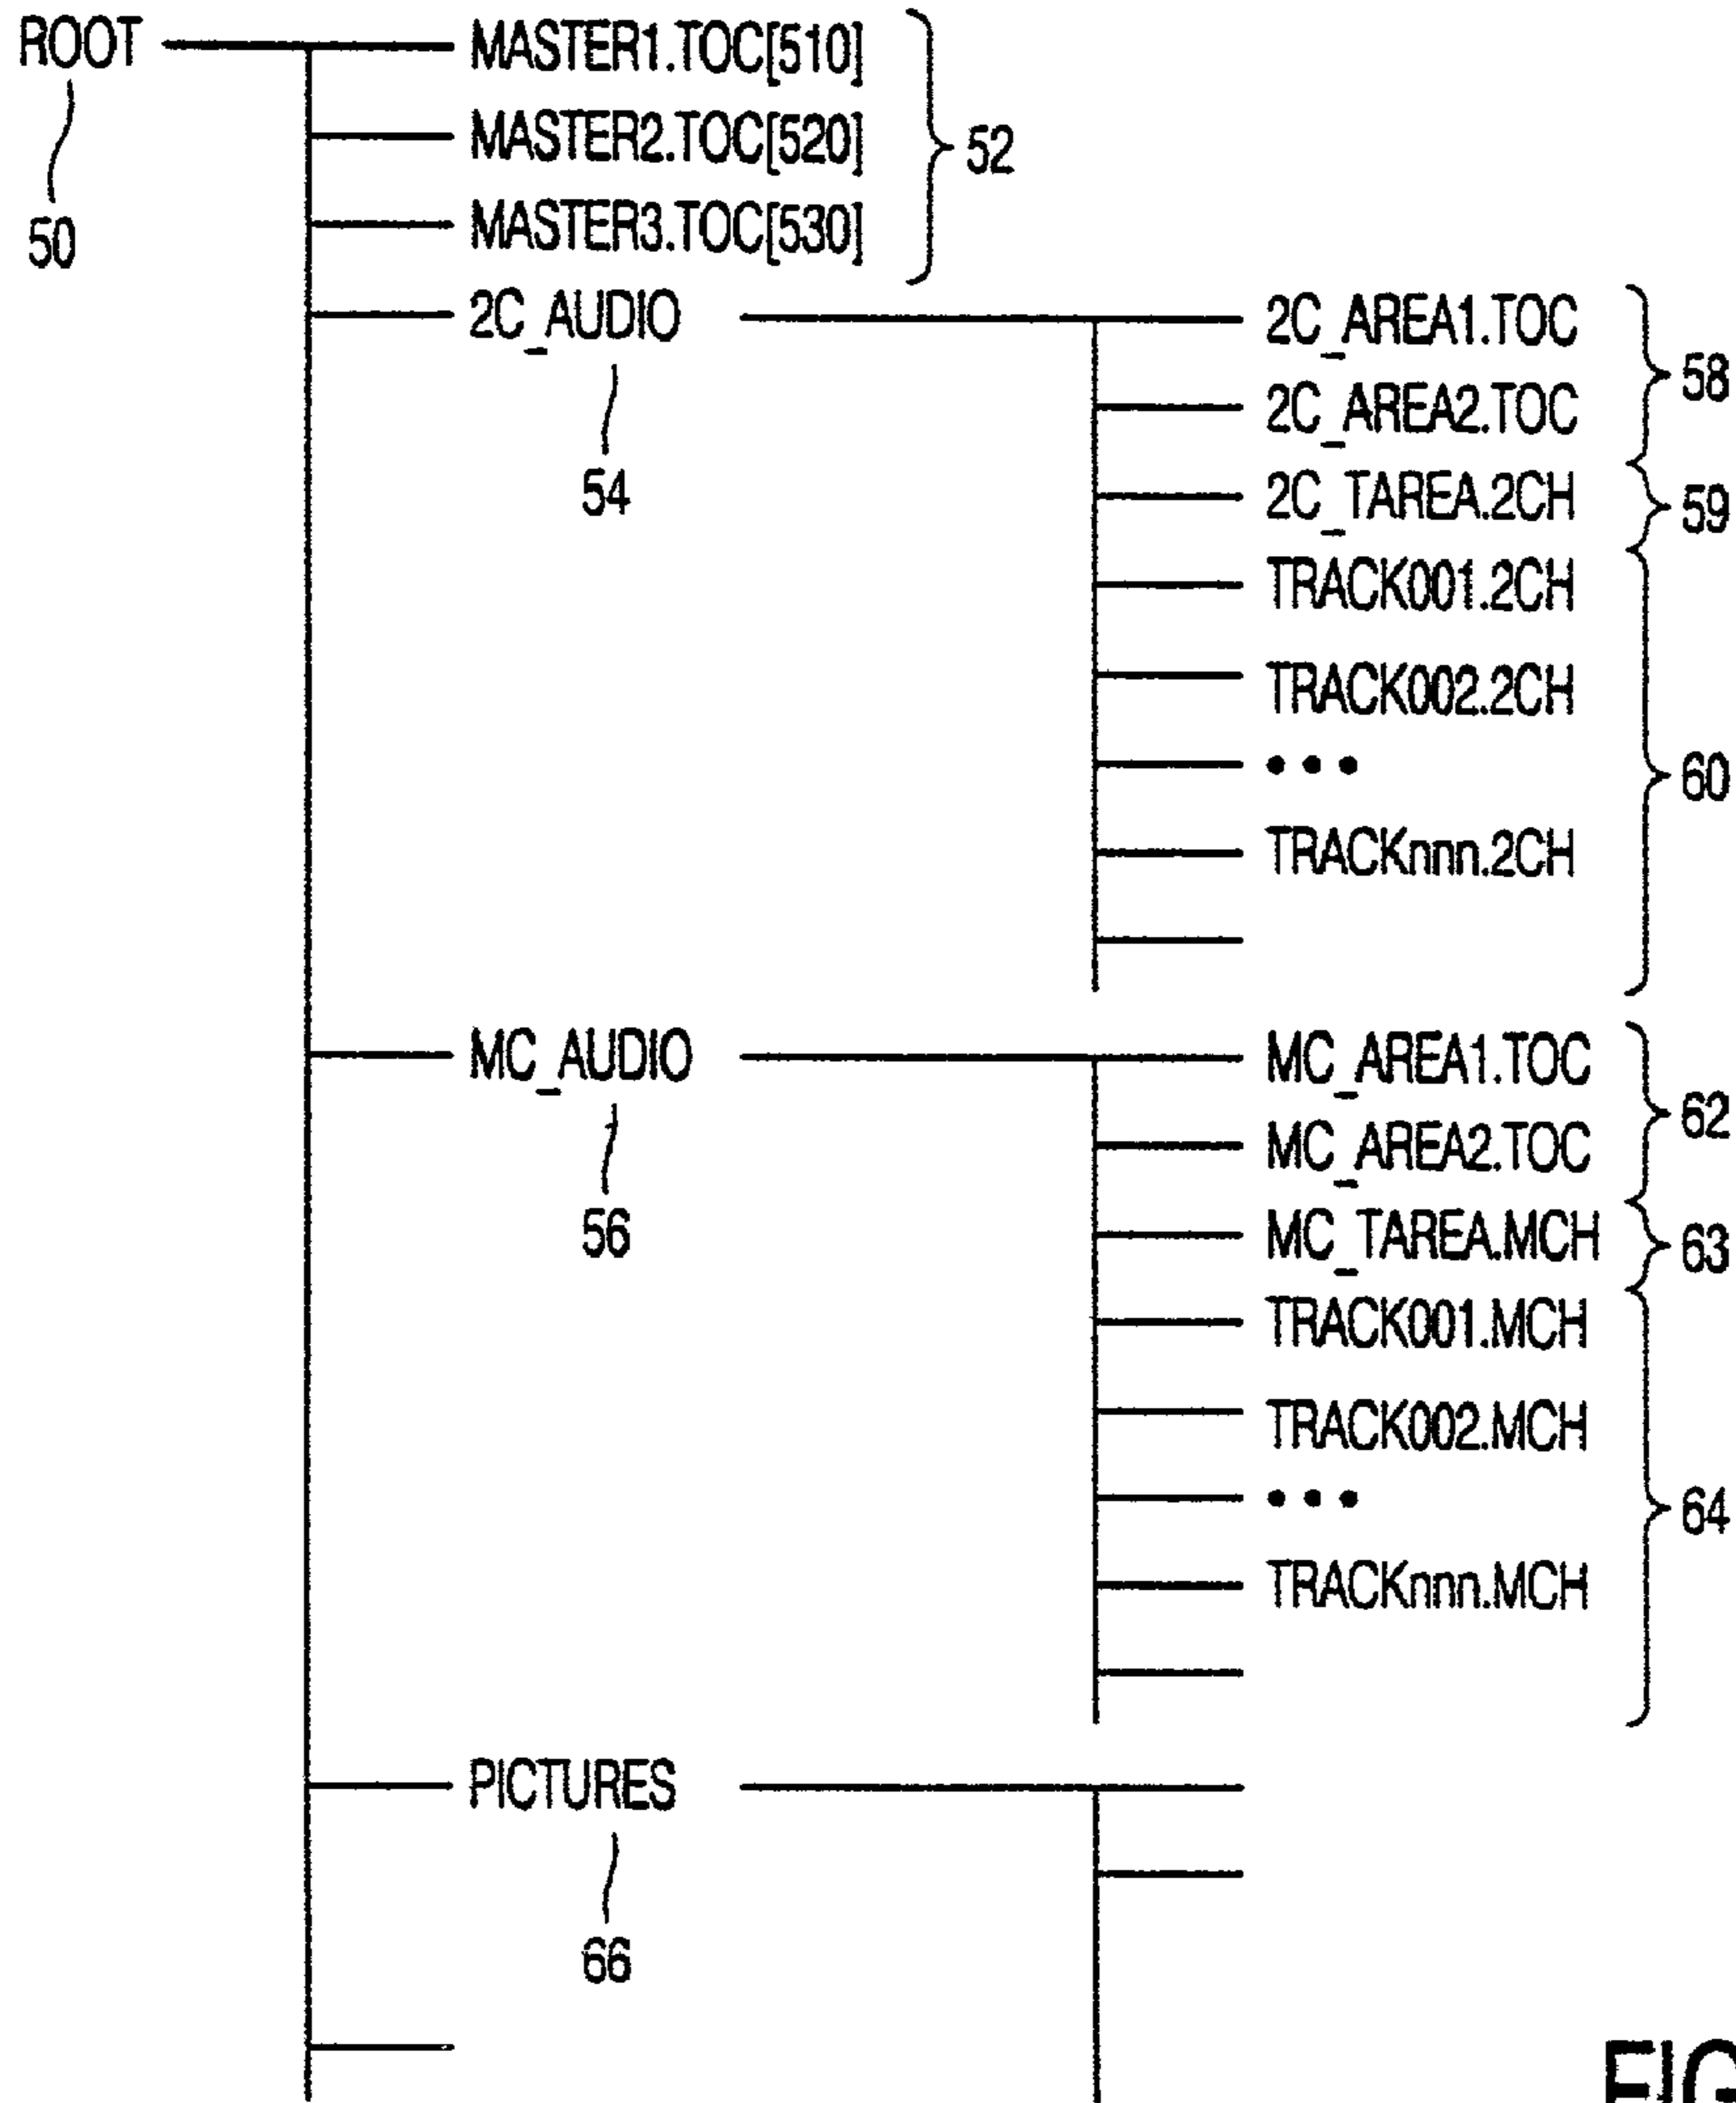 ROOT
MASTER1.TOC[510]
MASTER2.TOC[520]
MASTER3.TOC[530]
52
50
2C_AUDIO
54
2C_AREA1.TOC
2C_AREA2.TOC
58
2C_TAREA.2CH
59
TRACK001.2CH
TRACK002.2CH
• • •
TRACKnnn.2CH
60
MC_AUDIO
56
MC_AREA1.TOC
MC_AREA2.TOC
62
MC_TAREA.MCH
63
TRACK001.MCH
TRACK002.MCH
• • •
TRACKnnn.MCH
64
PICTURES
66